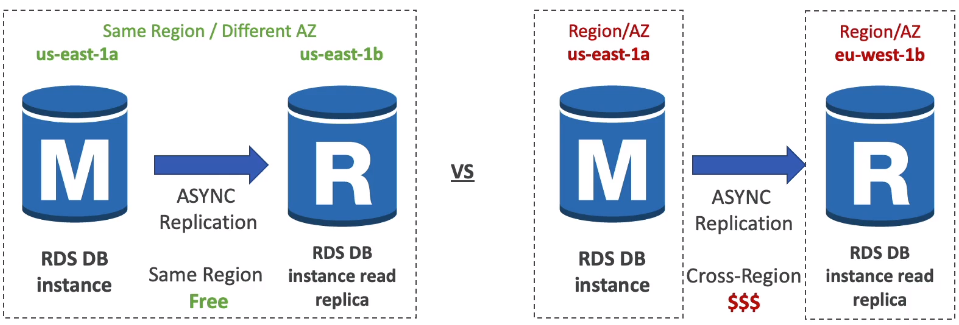 Same Region / Different AZ
us-east-1a
us-east-1b
M
R
ASYNC
Replication
RDS DB
instance
RDS DB
instance read
replica
Same Region
Free
VS
Region/AZ
us-east-1a
Region/AZ
eu-west-1b
M
R
ASYNC
Replication
RDS DB
instance
RDS DB
instance read
replica
Cross-Region
$$$